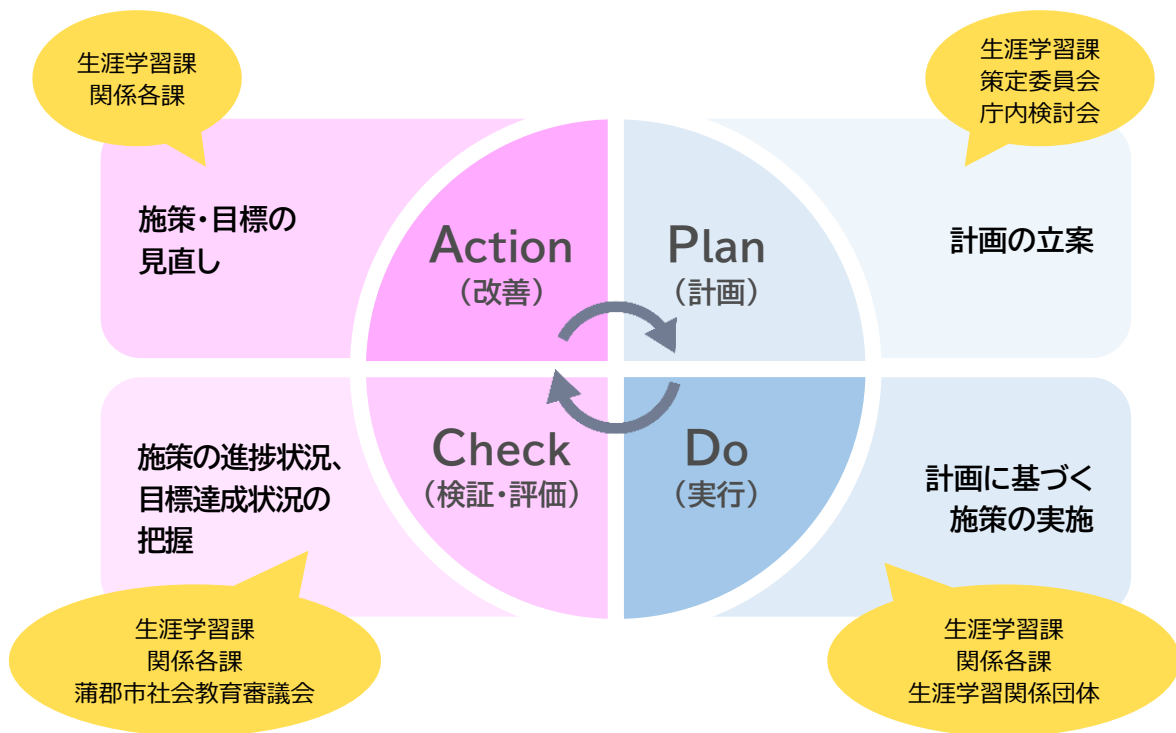 生涯学習課
関係各課
施策・目標の
見直し
Action
（改善）
生涯学習課
策定委員会
庁内検討会
Plan
（計画）
計画の立案
施策の進捗状況、
目標達成状況の
把握
Check
（検証・評価）
生涯学習課
関係各課
蒲郡市社会教育審議会
Do
（実行）
計画に基づく
施策の実施
生涯学習課
関係各課
生涯学習関係団体